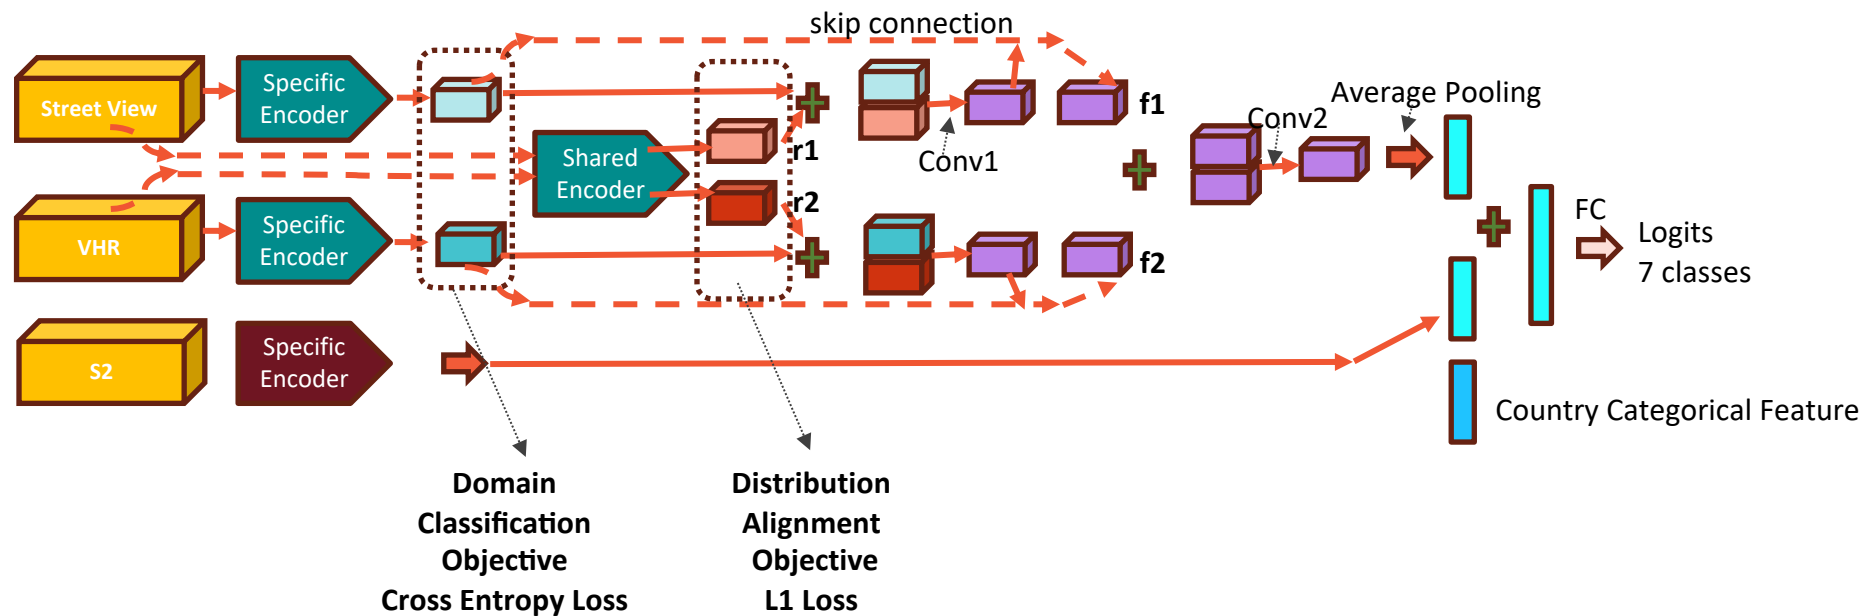 skip connection
Street View
Specific
Encoder
Shared
Encoder
r1
r2
Conv1
f1
Conv2
Average Pooling
VHR
Specific
Encoder
f2
FC
Logits
7 classes
S2
Specific
Encoder
Country Categorical Feature
Domain
Classification
Objective
Cross Entropy Loss
Distribution
Alignment
Objective
L1 Loss